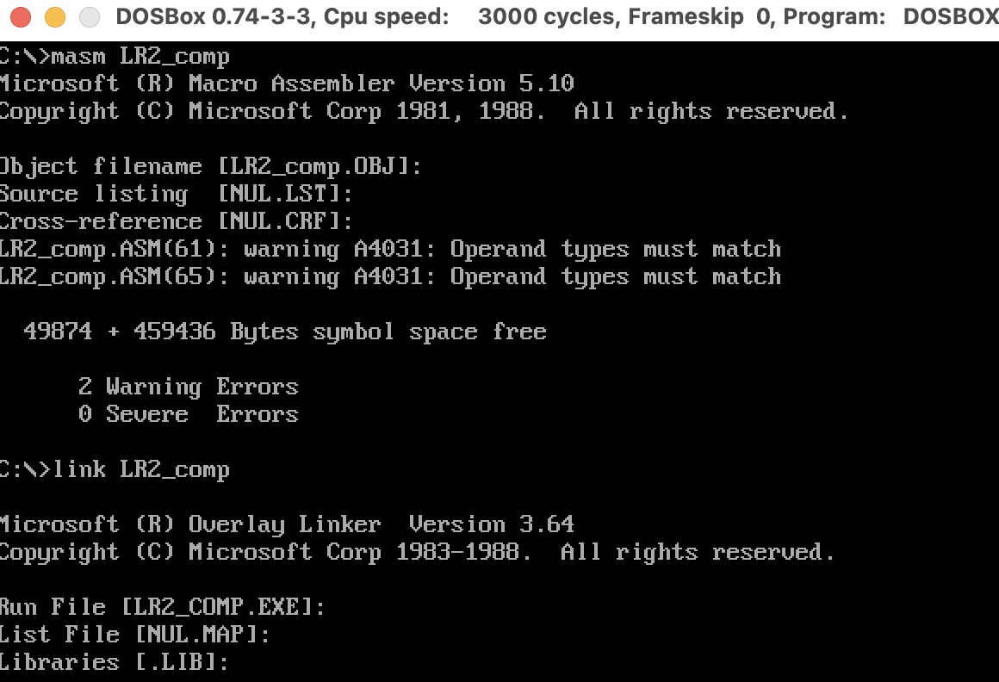 DOSBox 0.74-3-3, Cpu speed: 3000 cycles, Frameskip 0, Program: DOSBOX
C:\>masm LR2_comp
Microsoft (R) Macro Assembler Version 5.10
Copyright (C) Microsoft Corp 1981, 1988.  All rights reserved.
Object filename [LR2_comp.OBJ]:
Source listing  [NUL.LST]:
Cross-reference [NUL.CRF]:
LR2_comp.ASM(61): warning A4031: Operand types must match
LR2_comp.ASM(65): warning A4031: Operand types must match
49874 + 459436 Bytes symbol space free
2 Warning Errors
0 Severe  Errors
C:\>link LR2_comp
Microsoft (R) Overlay Linker  Version 3.64
Copyright (C) Microsoft Corp 1983-1988.  All rights reserved.
Run File [LR2_COMP.EXE]:
List File [NUL.MAP]:
Libraries [.LIB]: